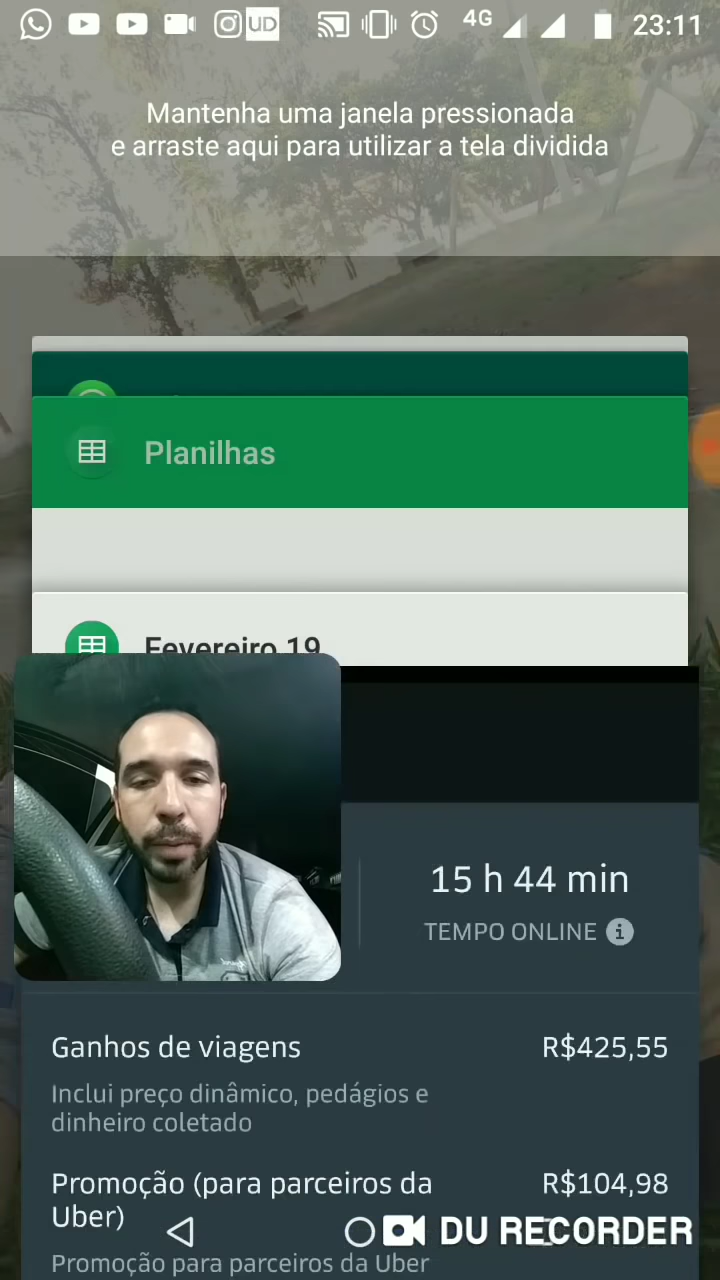 UD
4G
23:11
Mantenha uma janela pressionada
e arraste aqui para utilizar a tela dividida
Planilhas
Fevereiro 19
15 h 44 min
TEMPO ONLINE
Ganhos de viagens
R$425,55
Inclui preço dinâmico, pedágios e
dinheiro coletado
Promoção (para parceiros da
Uber)
R$104,98
DU RECORDER
Promoção para parceiros da Uber